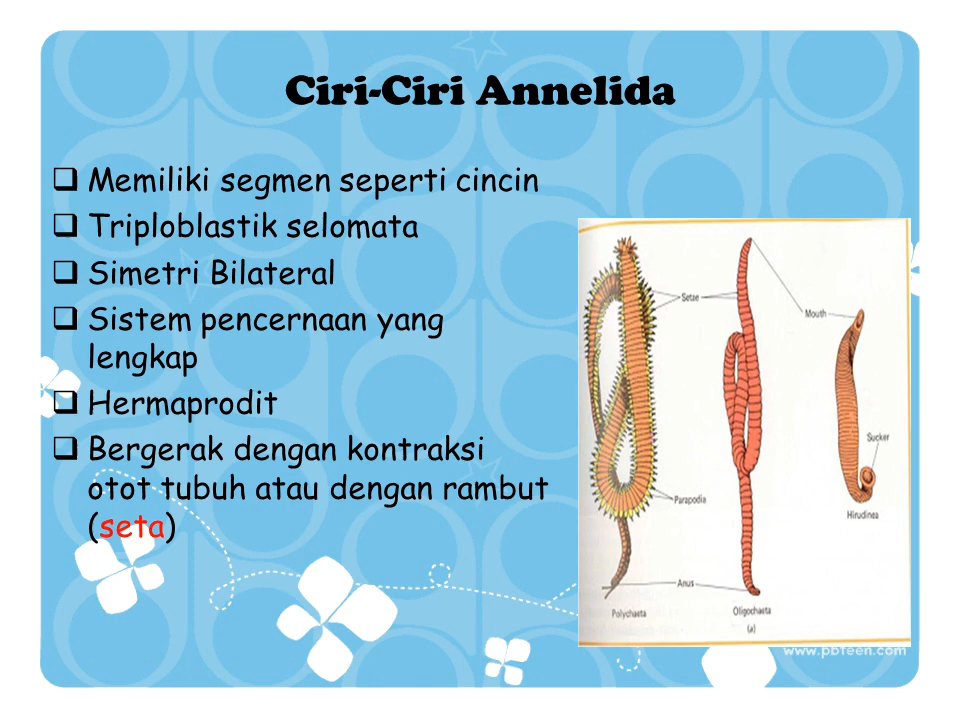 Ciri-Ciri Annelida
Memiliki segmen seperti cincin
Triploblastik selomata
Simetri Bilateral
Sistem pencernaan yang
lengkap
Hermaprodit
Bergerak dengan kontraksi
otot tubuh atau dengan rambut
(seta)
Setae
Mouth
Sucker
Parapodia
Hirudinea
Anus
Polychaeta
Oligochaeta
(a)
www.pbteen.com